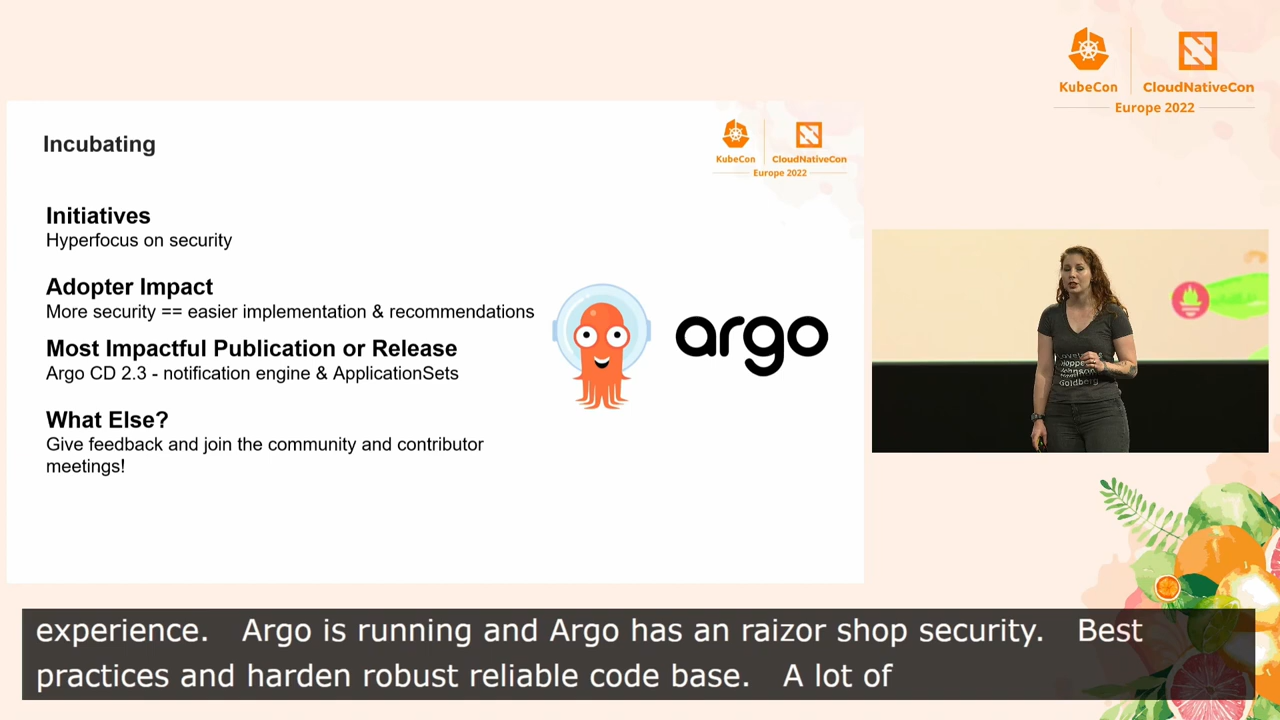 KubeCon
CloudNativeCon
Europe 2022
Incubating
KubeCon
CloudNativeCon
Europe 2022
Initiatives
Hyperfocus on security
Adopter Impact
More security == easier implementation & recommendations
Most Impactful Publication or Release
Argo CD 2.3 - notification engine & ApplicationSets
What Else?
Give feedback and join the community and contributor
meetings!
argo
Goldberg
experience. Argo is running and Argo has an raizor shop security. Best
practices and harden robust reliable code base. A lot of